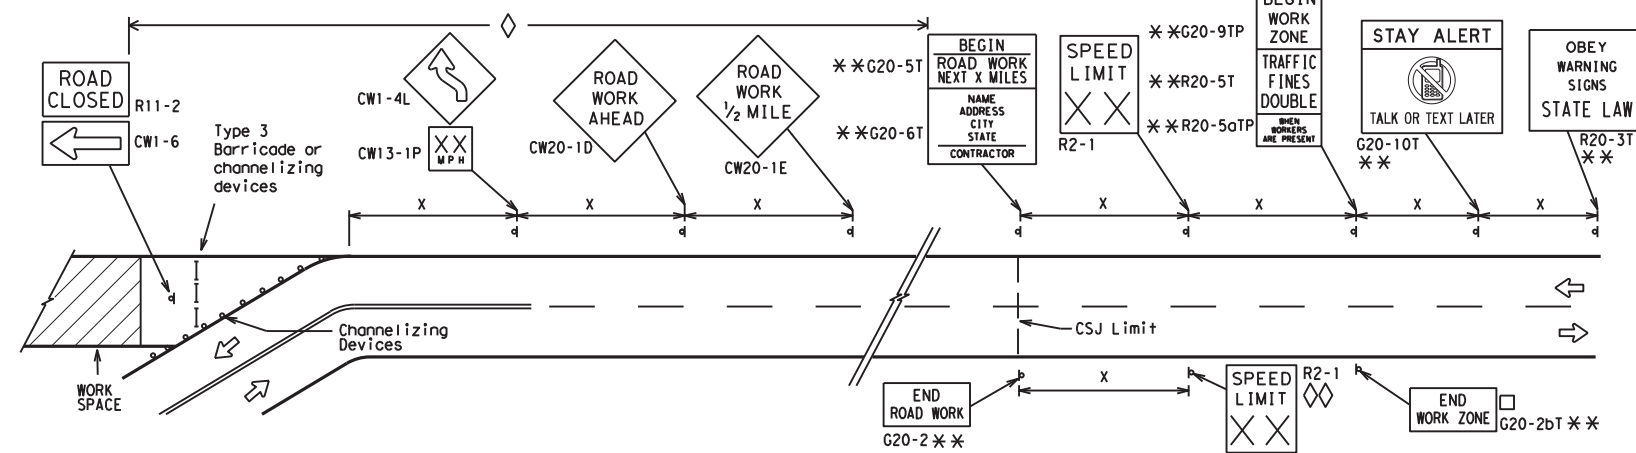 ROAD
CLOSED
R11-2
CW1-6
Type 3
Barricade or
channelizing
devices
CW1-4L
XX
MPH
CW13-1P
ROAD
WORK
AHEAD
CW20-1D
ROAD
WORK
1/2 MILE
CW20-1E
* *G20-5T
* *G20-6T
BEGIN
ROAD WORK
NEXT X MILES
NAME
ADDRESS
CITY
STATE
CONTRACTOR
SPEED
LIMIT
X X
R2-1
* *G20-9TP
* *R20-5T
* *R20-5aTP
BEGIN
WORK
ZONE
TRAFFIC
FINES
DOUBLE
WHEN
WORKERS
ARE PRESENT
STAY ALERT
TALK OR TEXT LATER
G20-10T
* *
OBEY
WARNING
SIGNS
STATE LAW
R20-3T
* *
X
X
X
X
X
X
X
Channelizing
Devices
CSJ Limit
WORK
SPACE
X
END
ROAD WORK
G20-2 * *
SPEED
LIMIT
X X
R2-1
END
WORK ZONE
G20-2bT * *